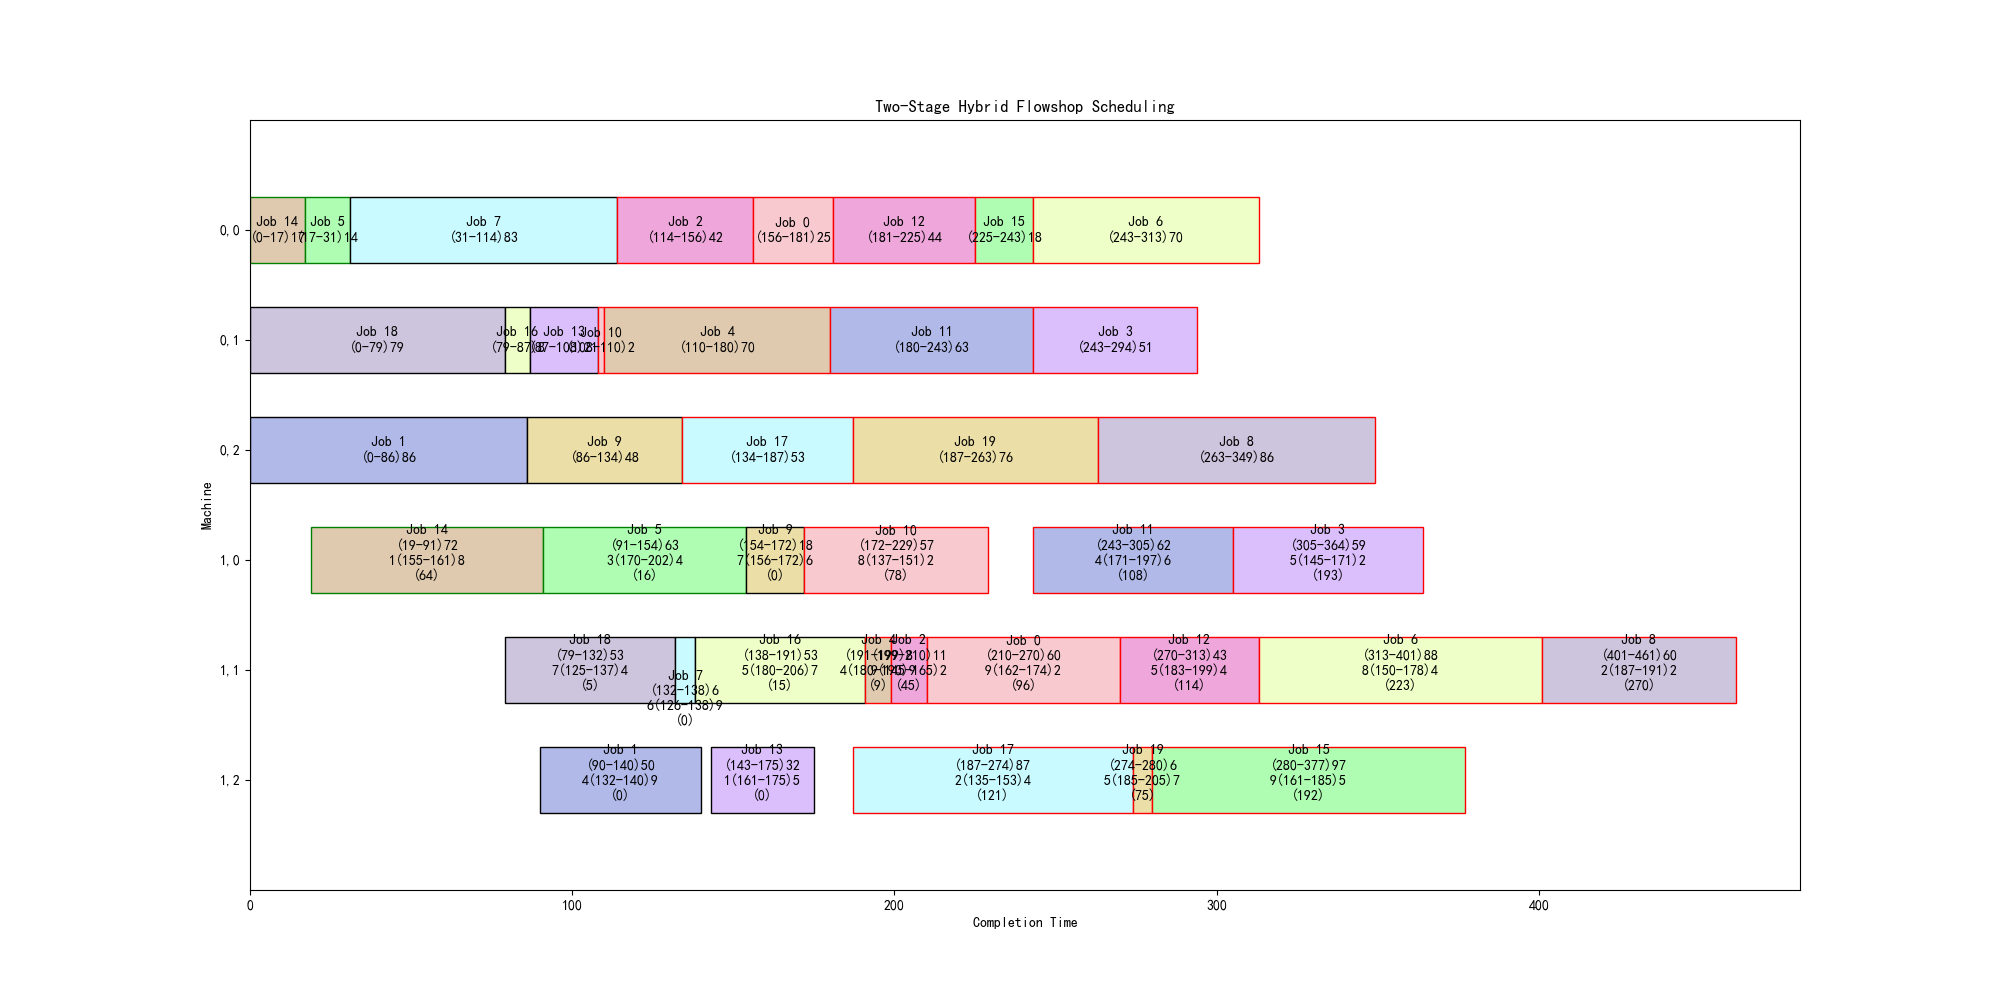 Two-Stage Hybrid Flowshop Scheduling
0,0
Job 14
(0-17)17
Job 5
(17-31)14
Job 7
(31-114)83
Job 2
(114-156)42
Job 0
(156-181)25
Job 12
(181-225)44
Job 15
(225-243)18
Job 6
(243-313)70
0,1
Job 18
(0-79)79
Job 16
(79-87)8
Job 13
(87-108)21
Job 10
(108-110)2
Job 4
(110-180)70
Job 11
(180-243)63
Job 3
(243-294)51
0,2
Job 1
(0-86)86
Job 9
(86-134)48
Job 17
(134-187)53
Job 19
(187-263)76
Job 8
(263-349)86
Machine
1,0
Job 14
(19-91)72
1(155-161)8
(64)
Job 5
(91-154)63
3(170-202)4
(16)
Job 9
(154-172)18
7(156-172)6
(0)
Job 10
(172-229)57
8(137-151)2
(78)
Job 11
(243-305)62
4(171-197)6
(108)
Job 3
(305-364)59
5(145-171)2
(193)
1,1
Job 18
(79-132)53
7(125-137)4
(5)
Job 7
(132-138)6
6(126-138)9
(0)
Job 16
(138-191)53
5(180-206)7
(15)
Job 4
(191-199)8
(9)
Job 2
(199-210)11
9(145-165)2
(45)
Job 0
(210-270)60
9(162-174)2
(96)
Job 12
(270-313)43
5(183-199)4
(114)
Job 6
(313-401)88
8(150-178)4
(223)
Job 8
(401-461)60
2(187-191)2
(270)
1,2
Job 1
(90-140)50
4(132-140)9
(0)
Job 13
(143-175)32
1(161-175)5
(0)
Job 17
(187-274)87
2(135-153)4
(121)
Job 19
(274-280)6
5(185-205)7
(75)
Job 15
(280-377)97
9(161-185)5
(192)
0
100
200
300
400
Completion Time